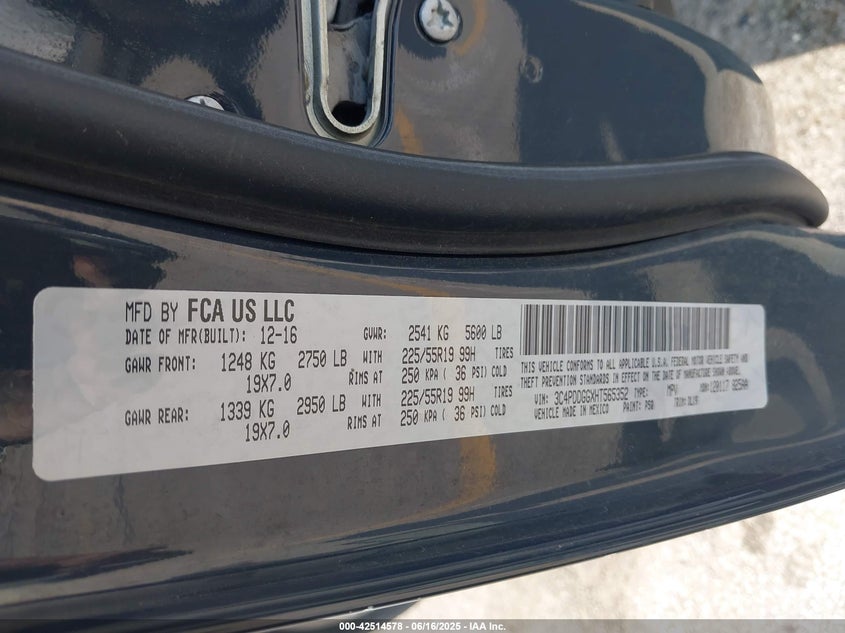 MFD BY FCA US LLC
DATE OF MFR(BUILT): 12-16 GVWR: 2541 KG 5600 LB
GAWR FRONT: 1248 KG 2750 LB WITH 225/55R19 99H TIRES
19X7.0 RIMS AT 250 KPA ( 36 PSI) COLD
GAWR REAR: 1339 KG 2950 LB WITH 225/55R19 99H TIRES
19X7.0 RIMS AT 250 KPA ( 36 PSI) COLD
THIS VEHICLE CONFORMS TO ALL APPLICABLE U.S.A. FEDERAL MOTOR VEHICLE SAFETY AND
THEFT PREVENTION STANDARDS IN EFFECT ON THE DATE OF MANUFACTURE SHOWN ABOVE.
VIN: 3C4PDDGGXHT565352 TYPE: MPV MDH: 120117
VEHICLE MADE IN MEXICO PAINT: TRIM:
000-42514578 - 06/16/2025 - IAA Inc.